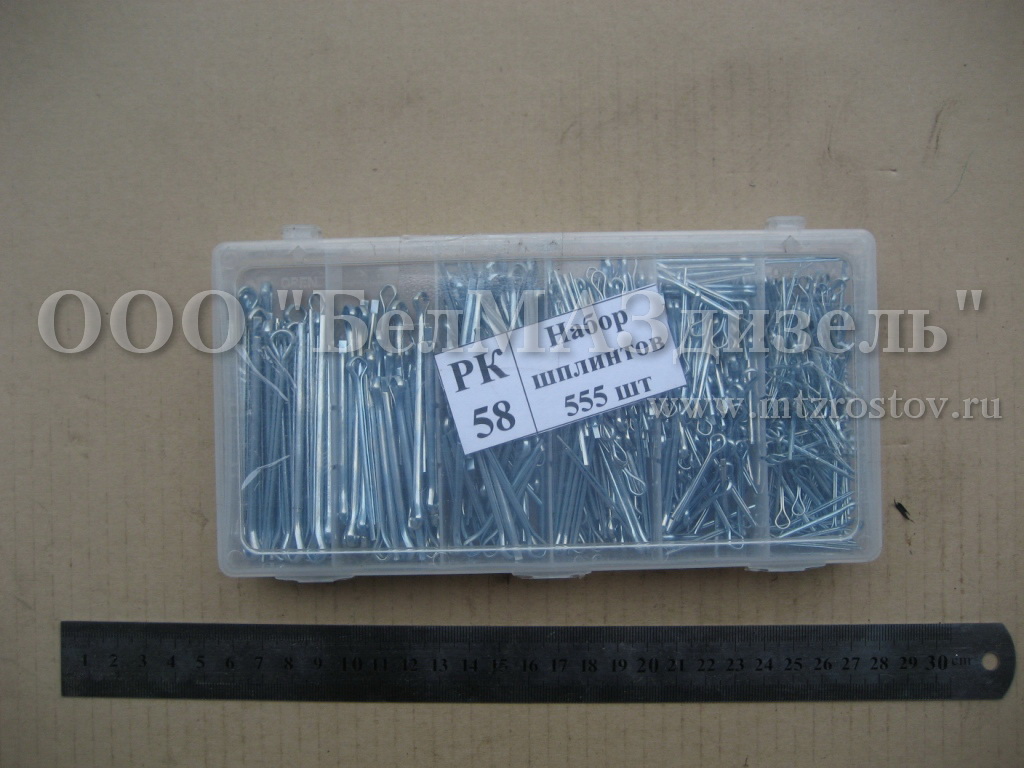 ООО "БелМАЗдизель"
РК
58
Набор
шплинтов
555 шт
www.mtzrostov.ru
1 2 3 4 5 6 7 8 9 10 11 12 13 14 15 16 17 18 19 20 21 22 23 24 25 26 27 28 29 30 cm